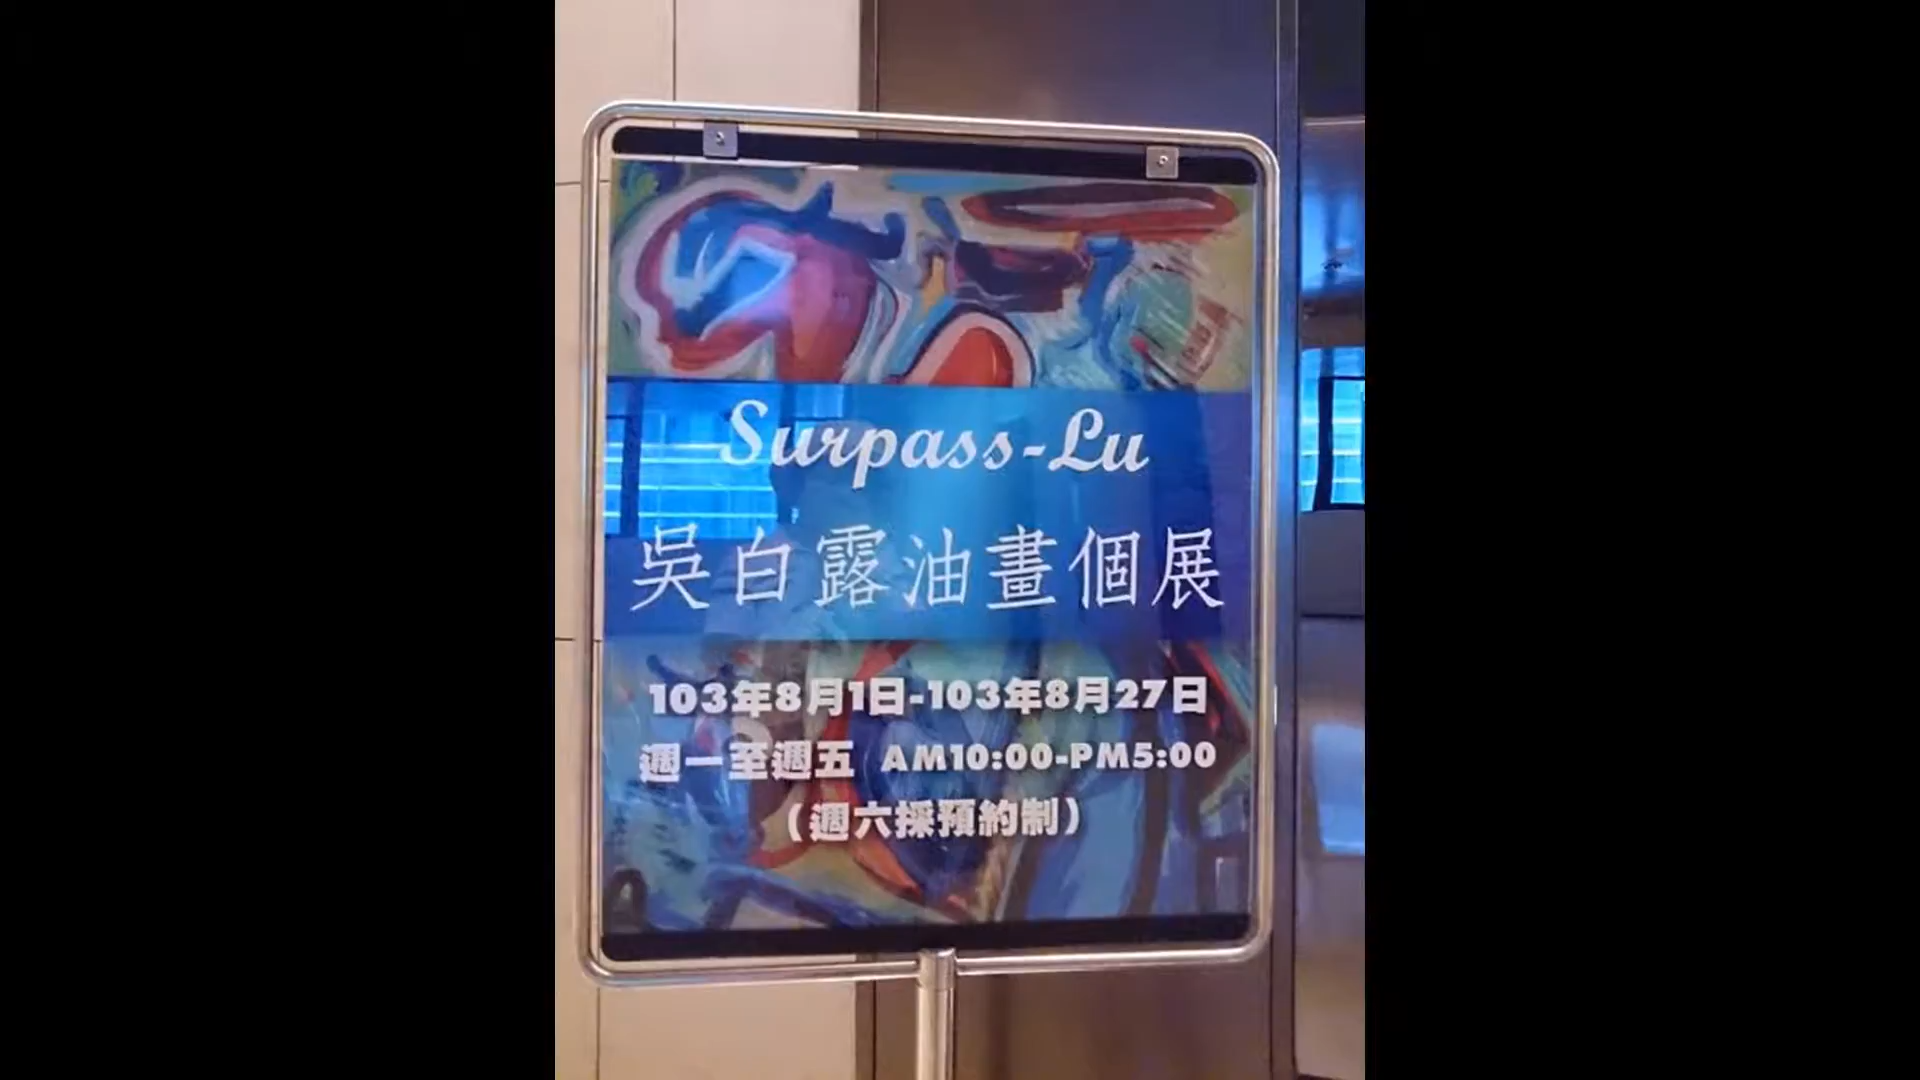 Surpass-Lu
吳白露油畫個展
103年8月1日-103年8月27日
週一至週五 AM10:00-PM5:00
（週六採預約制）